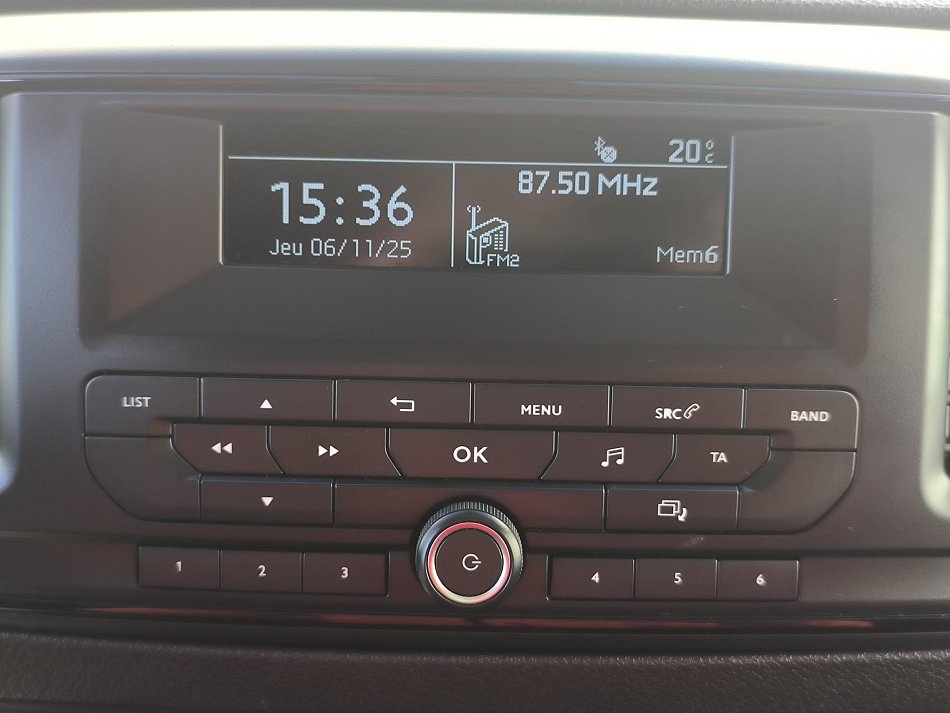 20°C
87.50 MHz
15:36
Jeu 06/11/25
FM2
Mem6
LIST
MENU
SRC
BAND
OK
TA
1
2
3
4
5
6